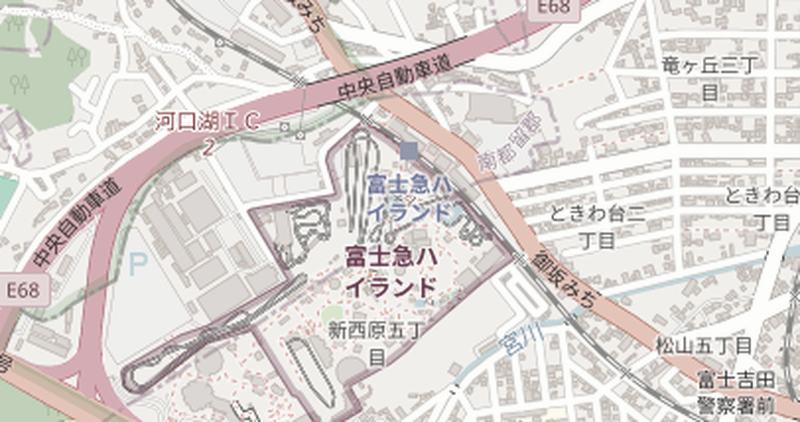 みち
E68
中央自動車道
竜ヶ丘三丁
目
河口湖ＩＣ
2
南都留郡
富士急ハ
イランド
中央自動車道
ときわ台二
丁目
ときわ台
丁目
富士急ハ
イランド
P
御坂みち
E68
新西原五丁
目
宮川
松山五丁目
富士吉田
警察署前
号